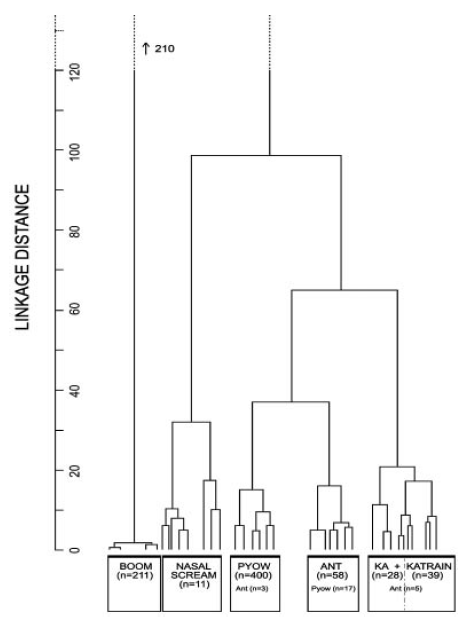 ↑ 210
120
100
80
60
40
20
0
LINKAGE DISTANCE
BOOM
(n=211)
NASAL
SCREAM
(n=11)
PYOW
(n=400)
Ant (n=3)
ANT
(n=58)
Pyow (n=17)
KA + KATRAIN
(n=28) (n=39)
Ant (n=5)